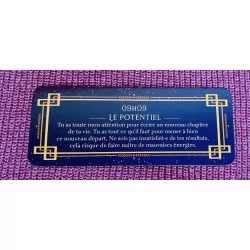 09H09
LE POTENTIEL
Tu as toute mon attention pour écrire un nouveau chapitre
de ta vie. Tu as tout ce qu'il faut pour mener à bien
ce nouveau départ. Ne sois pas insatisfait-e de tes résultats,
cela risque de faire naître de mauvaises énergies.